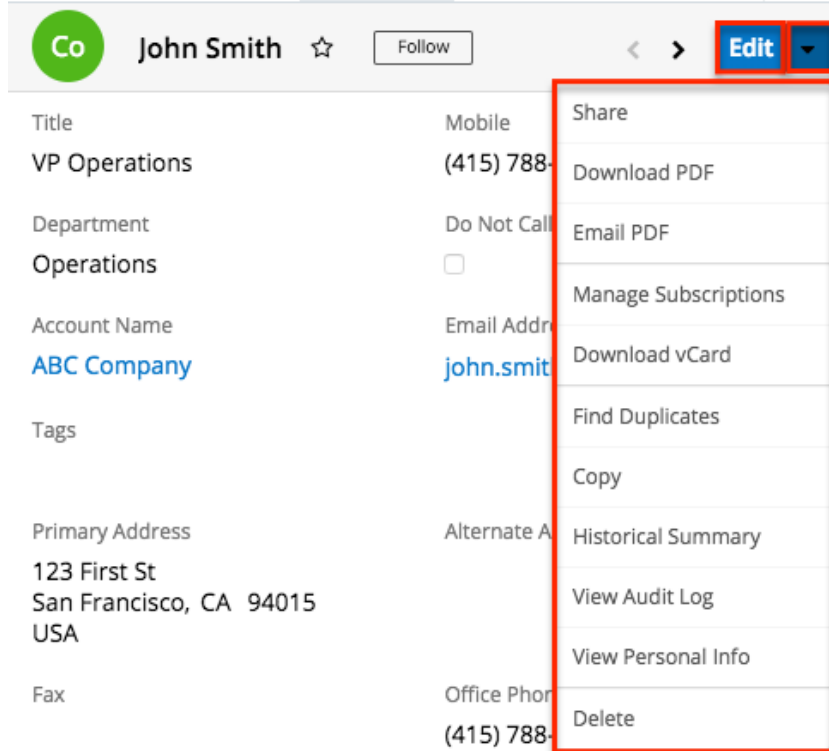 Co John Smith Follow Edit
Title
VP Operations
Mobile
(415) 788-
Department
Operations
Do Not Call
Account Name
ABC Company
Email Addr
john.smit
Tags
Primary Address
123 First St
San Francisco, CA 94015
USA
Alternate A
Fax
Office Phor
(415) 788-
Share
Download PDF
Email PDF
Manage Subscriptions
Download vCard
Find Duplicates
Copy
Historical Summary
View Audit Log
View Personal Info
Delete